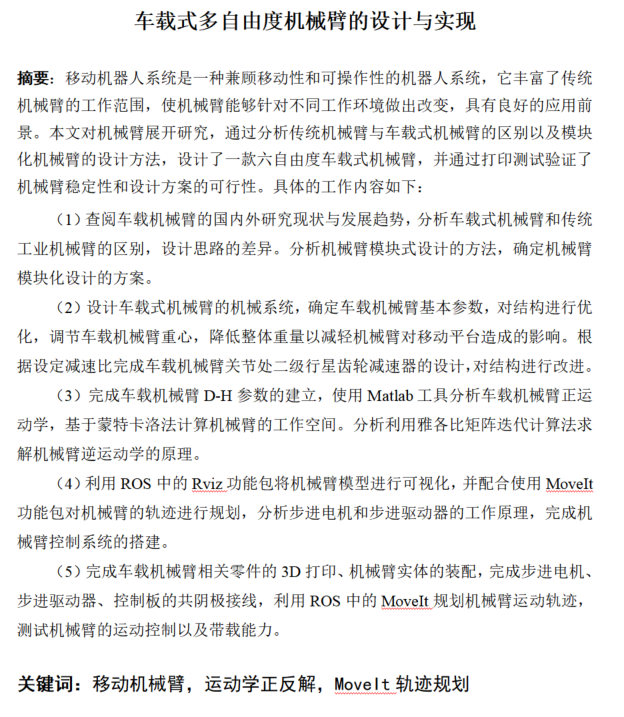 车载式多自由度机械臂的设计与实现
摘要：移动机器人系统是一种兼顾移动性和可操作性的机器人系统，它丰富了传统
机械臂的工作范围，使机械臂能够针对不同工作环境做出改变，具有良好的应用前
景。本文对机械臂展开研究，通过分析传统机械臂与车载式机械臂的区别以及模块
化机械臂的设计方法，设计了一款六自由度车载式机械臂，并通过打印测试验证了
机械臂稳定性和设计方案的可行性。具体的工作内容如下：
（1）查阅车载机械臂的国内外研究现状与发展趋势，分析车载式机械臂和传统
工业机械臂的区别，设计思路的差异。分析机械臂模块式设计的方法，确定机械臂
模块化设计的方案。
（2）设计车载式机械臂的机械系统，确定车载机械臂基本参数，对结构进行优
化，调节车载机械臂重心，降低整体重量以减轻机械臂对移动平台造成的影响。根
据设定减速比完成车载机械臂关节处二级行星齿轮减速器的设计，对结构进行改进。
（3）完成车载机械臂 D-H 参数的建立，使用 Matlab 工具分析车载机械臂正运
动学，基于蒙特卡洛法计算机械臂的工作空间。分析利用雅各比矩阵迭代计算法求
解机械臂逆运动学的原理。
（4）利用 ROS 中的 Rviz 功能包将机械臂模型进行可视化，并配合使用 MoveIt
功能包对机械臂的轨迹进行规划，分析步进电机和步进驱动器的工作原理，完成机
械臂控制系统的搭建。
（5）完成车载机械臂相关零件的 3D 打印、机械臂实体的装配，完成步进电机、
步进驱动器、控制板的共阴极接线，利用 ROS 中的 MoveIt 规划机械臂运动轨迹，
测试机械臂的运动控制以及带载能力。
关键词：移动机械臂，运动学正反解，MoveIt 轨迹规划